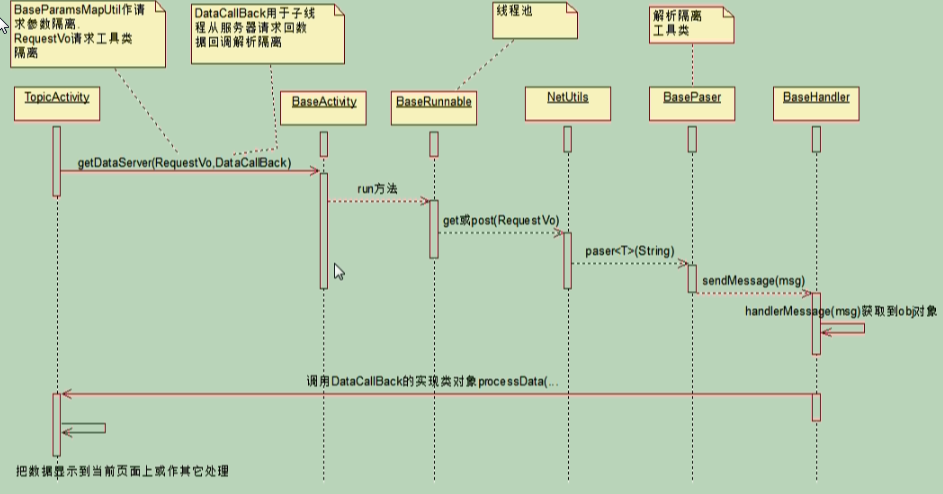 BaseParamsMapUtil作请
求参数隔离.
RequestVo请求工具类
隔离
DataCallBack用于子线
程从服务器请求回数
据回调解析隔离
线程池
解析隔离
工具类
TopicActivity
BaseActivity
BaseRunnable
NetUtils
BasePaser
BaseHandler
getDataServer(RequestVo,DataCallBack)
run方法
get或post(RequestVo)
paser<T>(String)
sendMessage(msg)
handlerMessage(msg)获取到obj对象
调用DataCallBack的实现类对象processData(...
把数据显示到当前页面上或作其它处理